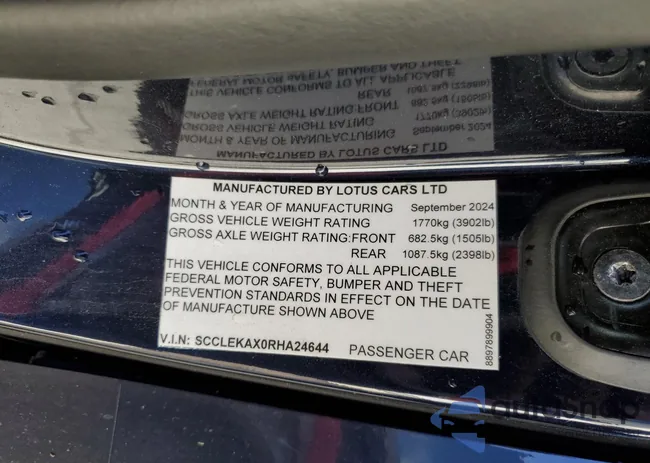 MANUFACTURED BY LOTUS CARS LTD
MONTH & YEAR OF MANUFACTURING September 2024
GROSS VEHICLE WEIGHT RATING 1770kg (3902lb)
GROSS AXLE WEIGHT RATING:FRONT 682.5kg (1505lb)
REAR 1087.5kg (2398lb)
THIS VEHICLE CONFORMS TO ALL APPLICABLE
FEDERAL MOTOR SAFETY, BUMPER AND THEFT
PREVENTION STANDARDS IN EFFECT ON THE DATE
OF MANUFACTURE SHOWN ABOVE
V.I.N: SCCLEKAX0RHA24644 PASSENGER CAR
8897899904
autoshop